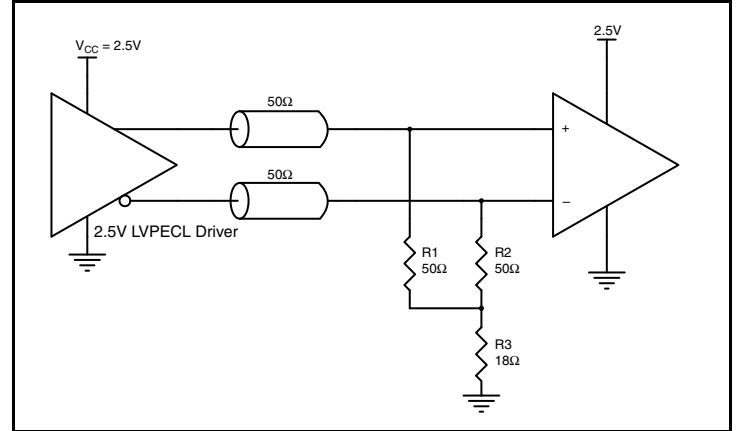 V_CC = 2.5V
2.5V
50Ω
+
50Ω
−
2.5V LVPECL Driver
R1
50Ω
R2
50Ω
R3
18Ω